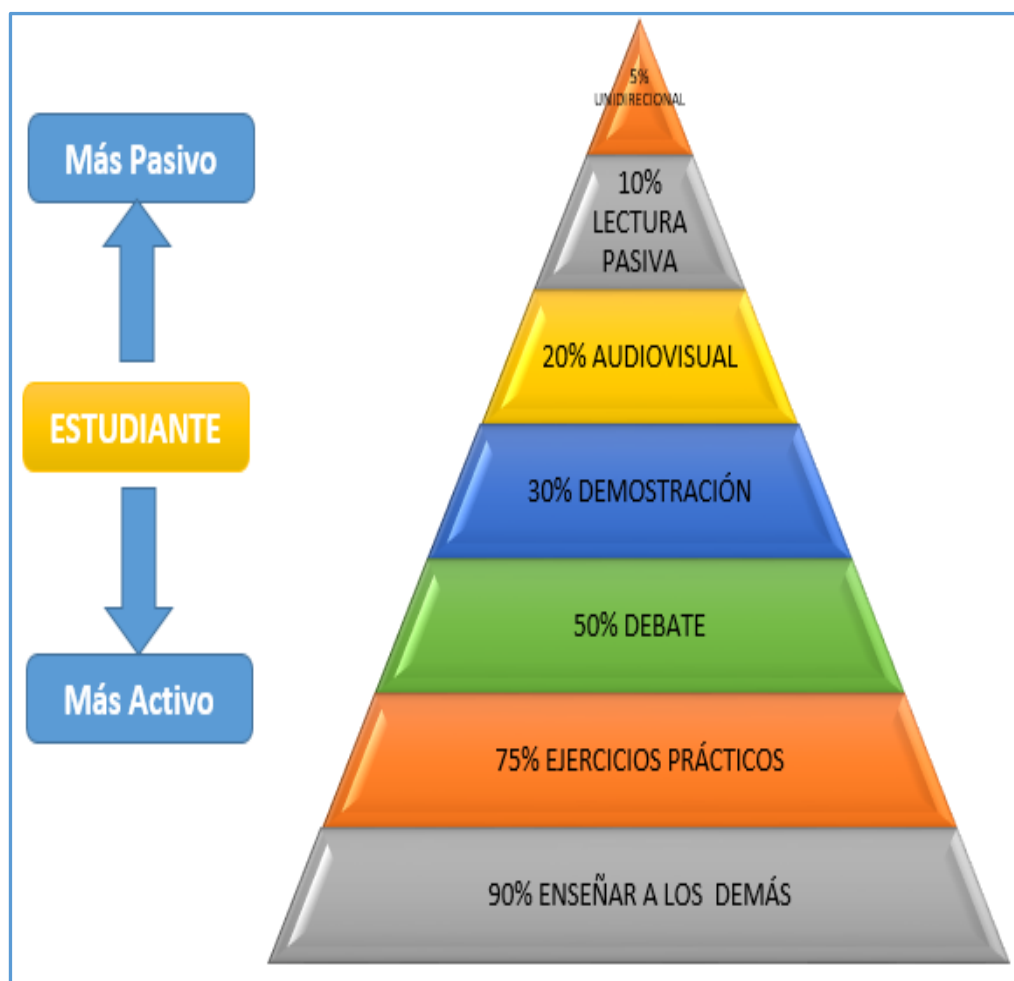 Más Pasivo
ESTUDIANTE
Más Activo
5%
UNIDIRECIONAL
10%
LECTURA
PASIVA
20% AUDIOVISUAL
30% DEMOSTRACIÓN
50% DEBATE
75% EJERCICIOS PRÁCTICOS
90% ENSEÑAR A LOS DEMÁS